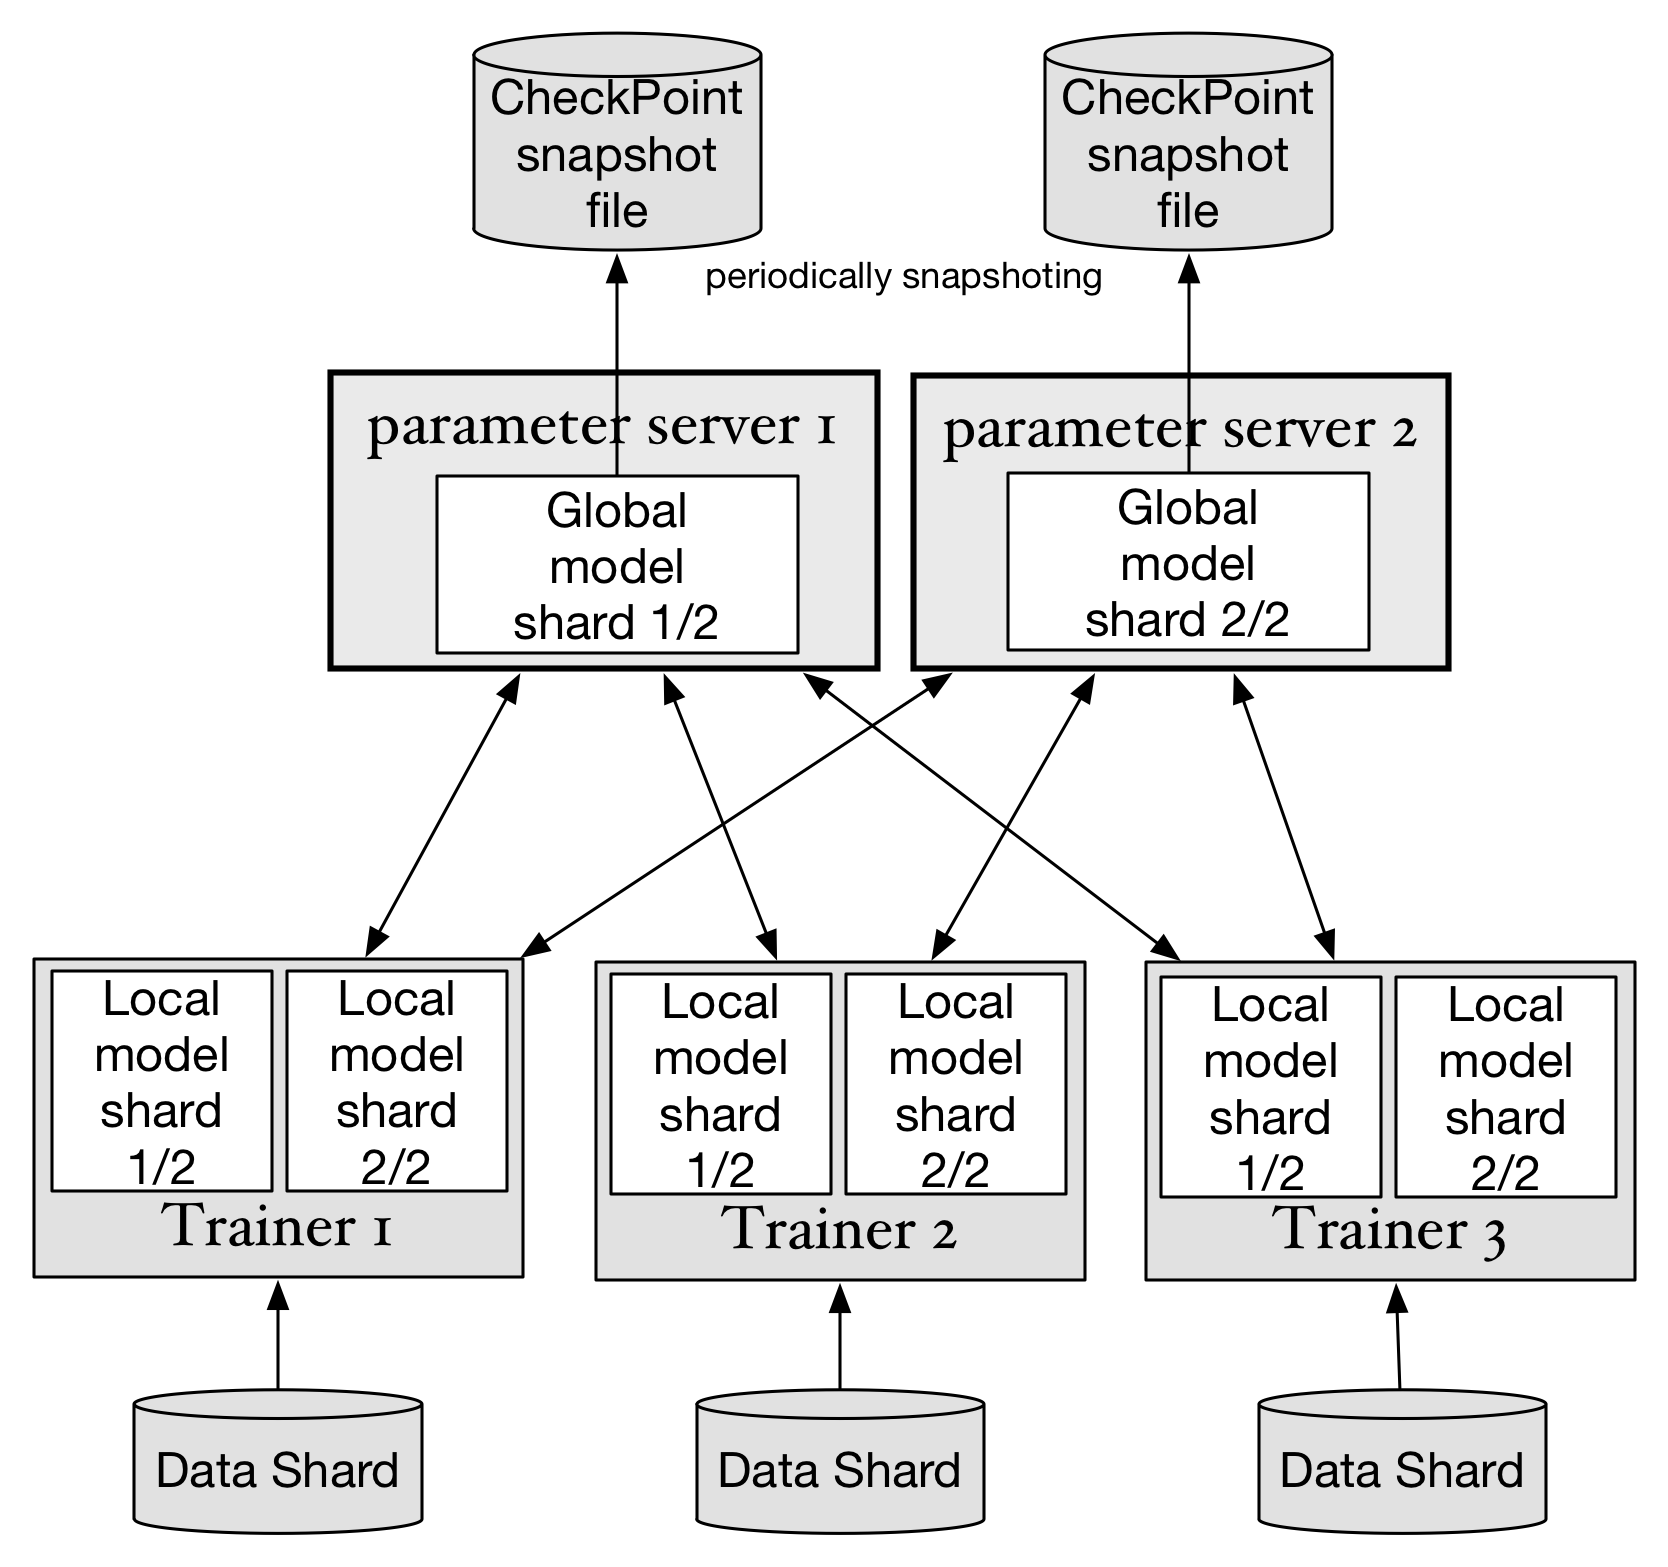 CheckPoint
snapshot
file
CheckPoint
snapshot
file
periodically snapshoting
parameter server 1
Global
model
shard 1/2
parameter server 2
Global
model
shard 2/2
Local
model
shard
1/2
Local
model
shard
2/2
Trainer 1
Local
model
shard
1/2
Local
model
shard
2/2
Trainer 2
Local
model
shard
1/2
Local
model
shard
2/2
Trainer 3
Data Shard
Data Shard
Data Shard